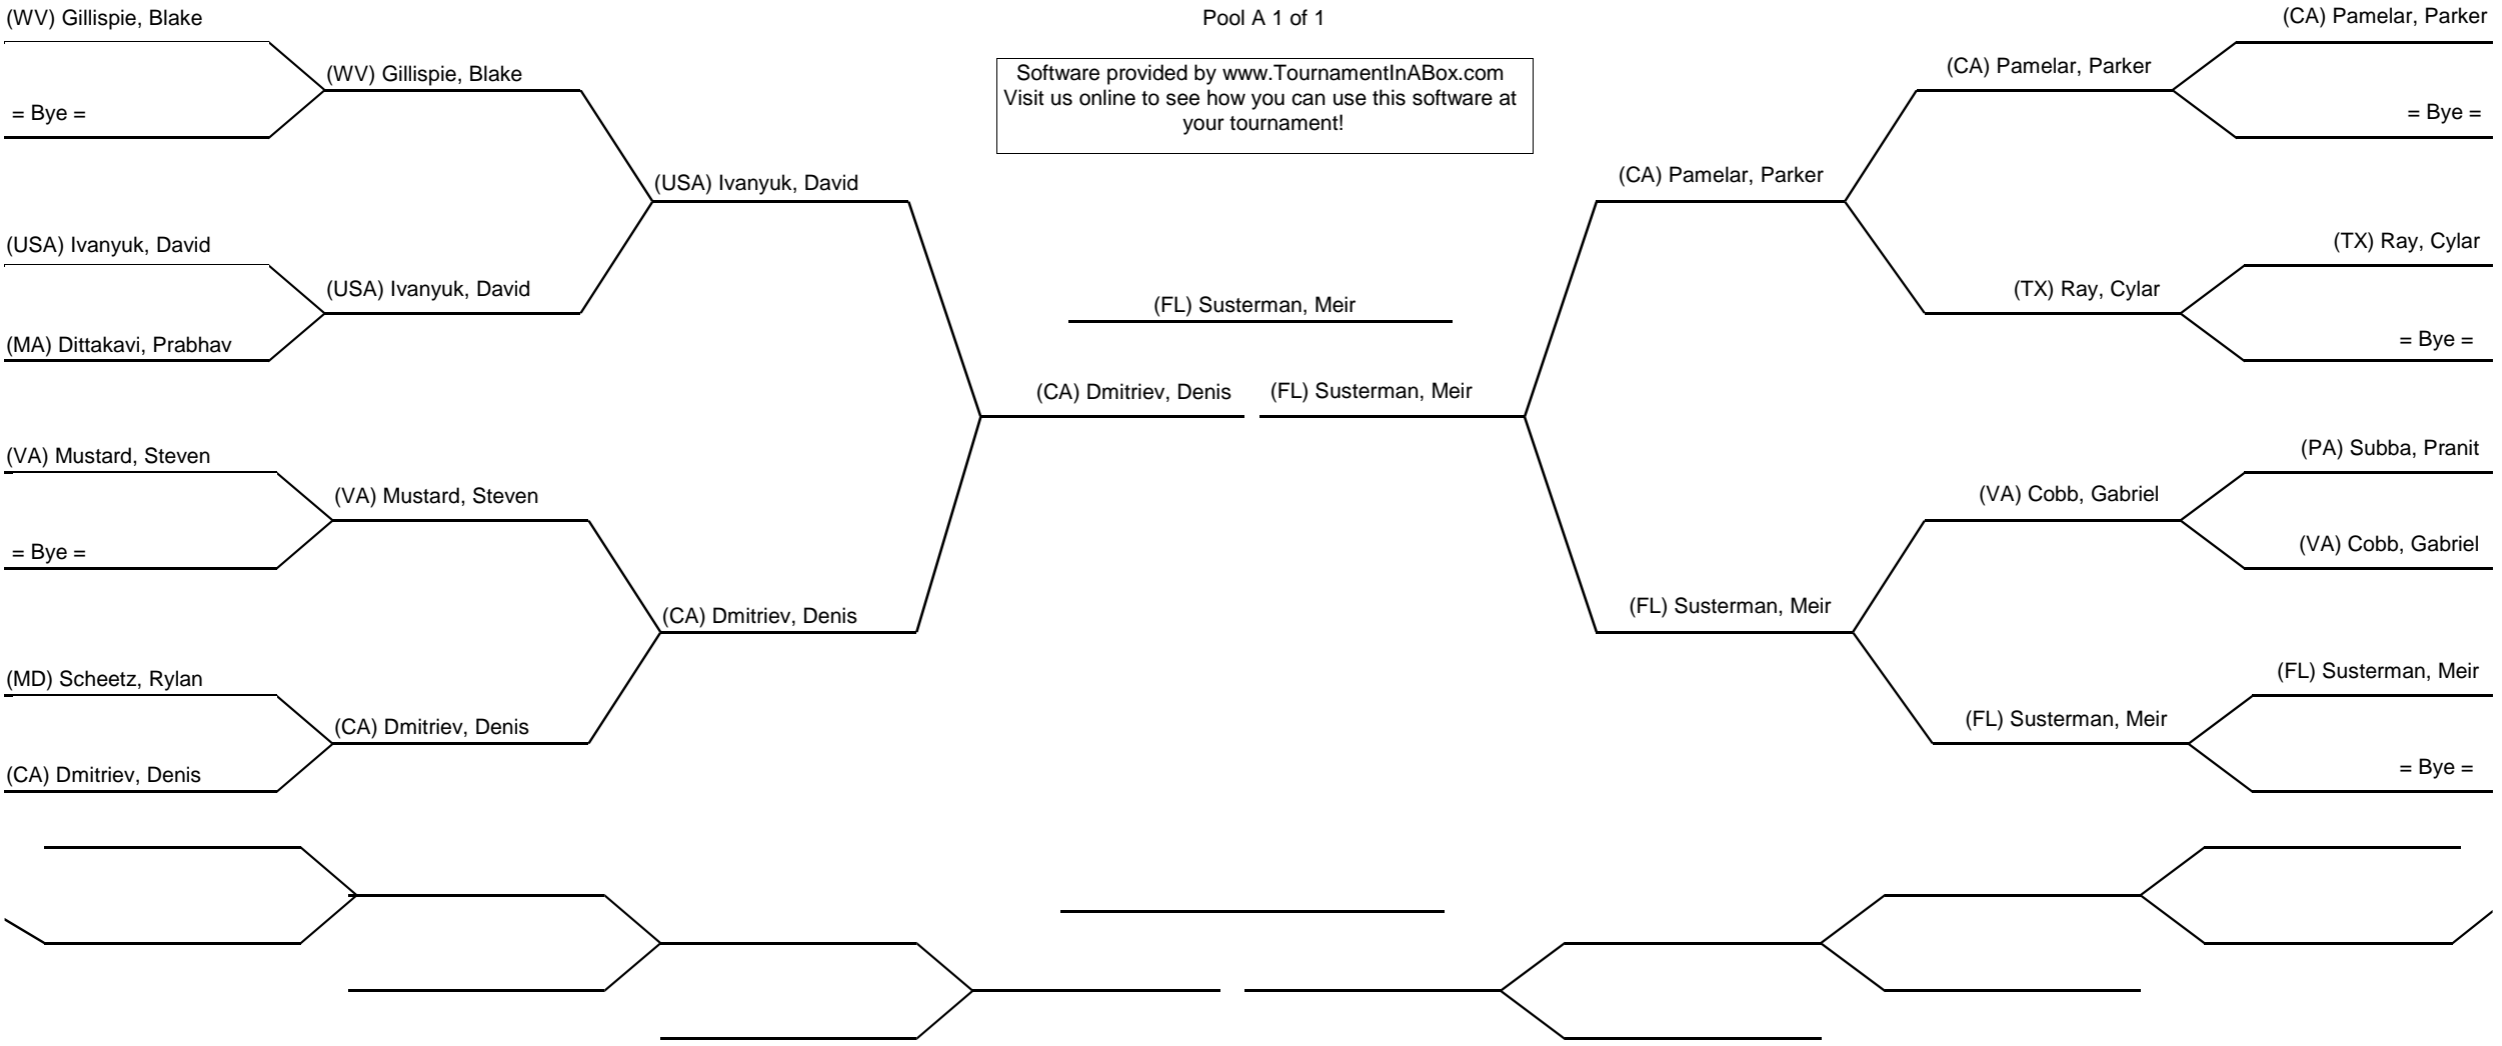 (WV) Gillispie, Blake
Pool A 1 of 1
(CA) Pamelar, Parker
(WV) Gillispie, Blake
Software provided by www.TournamentInABox.com
Visit us online to see how you can use this software at
your tournament!
(CA) Pamelar, Parker
= Bye =
= Bye =
(USA) Ivanyuk, David
(CA) Pamelar, Parker
(USA) Ivanyuk, David
(TX) Ray, Cylar
(USA) Ivanyuk, David
(FL) Susterman, Meir
(TX) Ray, Cylar
(MA) Dittakavi, Prabhav
= Bye =
(CA) Dmitriev, Denis
(FL) Susterman, Meir
(VA) Mustard, Steven
(PA) Subba, Pranit
(VA) Mustard, Steven
(VA) Cobb, Gabriel
= Bye =
(VA) Cobb, Gabriel
(CA) Dmitriev, Denis
(FL) Susterman, Meir
(MD) Scheetz, Rylan
(FL) Susterman, Meir
(CA) Dmitriev, Denis
(FL) Susterman, Meir
(CA) Dmitriev, Denis
= Bye =